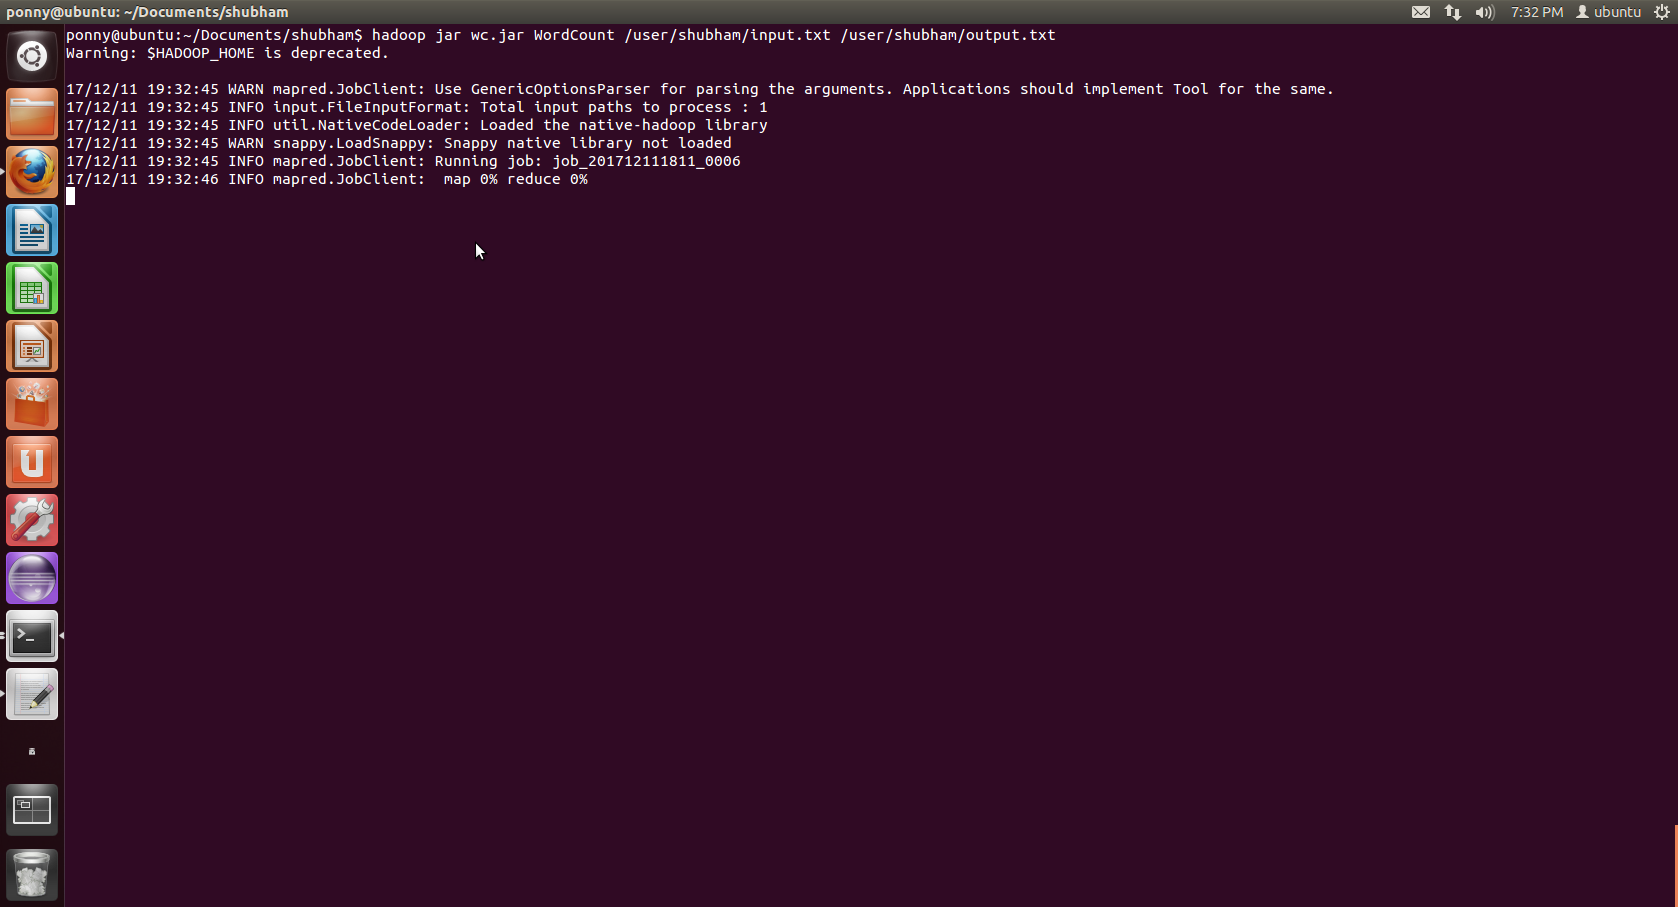 ponny@ubuntu: ~/Documents/shubham
7:32 PM
ubuntu
ponny@ubuntu:~/Documents/shubham$ hadoop jar wc.jar WordCount /user/shubham/input.txt /user/shubham/output.txt
Warning: $HADOOP_HOME is deprecated.
17/12/11 19:32:45 WARN mapred.JobClient: Use GenericOptionsParser for parsing the arguments. Applications should implement Tool for the same.
17/12/11 19:32:45 INFO input.FileInputFormat: Total input paths to process : 1
17/12/11 19:32:45 INFO util.NativeCodeLoader: Loaded the native-hadoop library
17/12/11 19:32:45 WARN snappy.LoadSnappy: Snappy native library not loaded
17/12/11 19:32:45 INFO mapred.JobClient: Running job: job_201712111811_0006
17/12/11 19:32:46 INFO mapred.JobClient:  map 0% reduce 0%